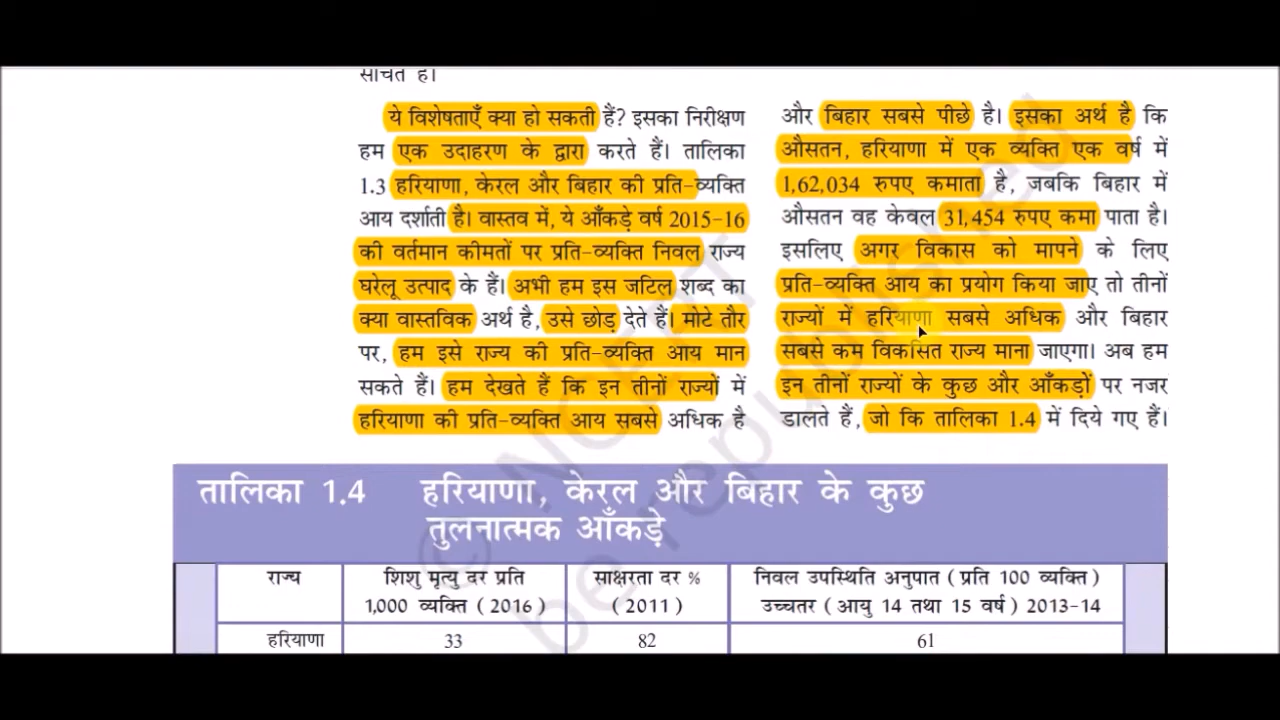 सोचते हैं।
ये विशेषताएँ क्या हो सकती हैं? इसका निरीक्षण
हम एक उदाहरण के द्वारा करते हैं। तालिका
1.3 हरियाणा, केरल और बिहार की प्रति-व्यक्ति
आय दर्शाती है। वास्तव में, ये आँकड़े वर्ष 2015-16
की वर्तमान कीमतों पर प्रति-व्यक्ति निवल राज्य
घरेलू उत्पाद के हैं। अभी हम इस जटिल शब्द का
क्या वास्तविक अर्थ है, उसे छोड़ देते हैं। मोटे तौर
पर, हम इसे राज्य की प्रति-व्यक्ति आय मान
सकते हैं। हम देखते हैं कि इन तीनों राज्यों में
हरियाणा की प्रति-व्यक्ति आय सबसे अधिक है
और बिहार सबसे पीछे है। इसका अर्थ है कि
औसतन, हरियाणा में एक व्यक्ति एक वर्ष में
1,62,034 रुपए कमाता है, जबकि बिहार में
औसतन वह केवल 31,454 रुपए कमा पाता है।
इसलिए अगर विकास को मापने के लिए
प्रति-व्यक्ति आय का प्रयोग किया जाए तो तीनों
राज्यों में हरियाणा सबसे अधिक और बिहार
सबसे कम विकसित राज्य माना जाएगा। अब हम
इन तीनों राज्यों के कुछ और आँकड़ों पर नजर
डालते हैं, जो कि तालिका 1.4 में दिये गए हैं।
तालिका 1.4 हरियाणा, केरल और बिहार के कुछ
तुलनात्मक आँकड़े
राज्य शिशु मृत्यु दर प्रति साक्षरता दर % निवल उपस्थिति अनुपात (प्रति 100 व्यक्ति)
1,000 व्यक्ति (2016) (2011) उच्चतर (आयु 14 तथा 15 वर्ष) 2013-14
हरियाणा 33 82 61
© NCERT
be republished